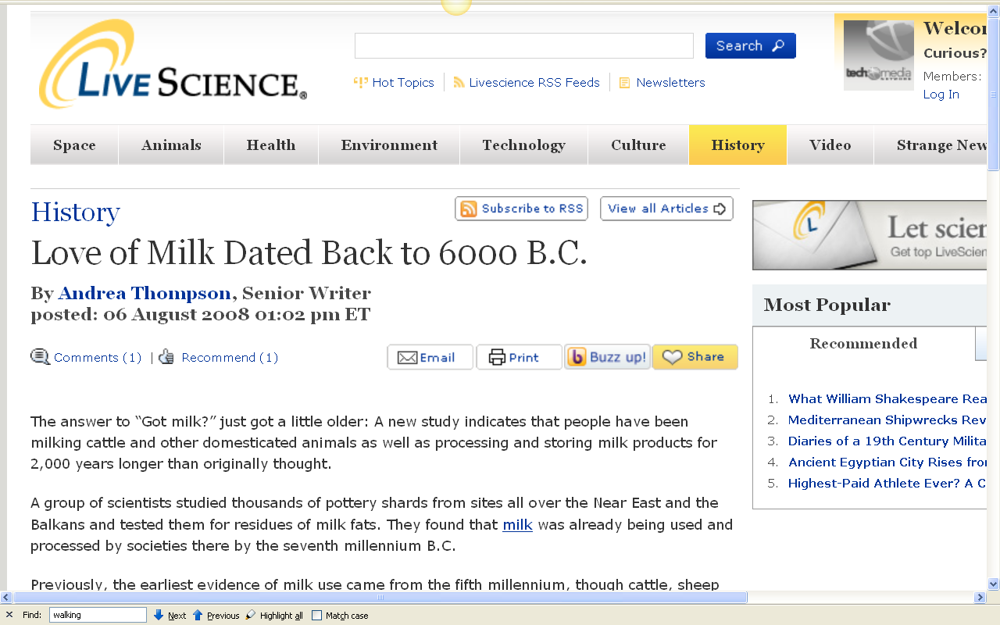 LIVESCIENCE®
Search
Hot Topics
Livescience RSS Feeds
Newsletters
tech media
NETWORK
Welcor
Curious?
Members:
Log In
Space
Animals
Health
Environment
Technology
Culture
History
Video
Strange New
History
Subscribe to RSS
View all Articles
Love of Milk Dated Back to 6000 B.C.
By Andrea Thompson, Senior Writer
posted: 06 August 2008 01:02 pm ET
Comments (1) | Recommend (1)
Email
Print
Buzz up!
Share
The answer to “Got milk?” just got a little older: A new study indicates that people have been
milking cattle and other domesticated animals as well as processing and storing milk products for
2,000 years longer than originally thought.
A group of scientists studied thousands of pottery shards from sites all over the Near East and the
Balkans and tested them for residues of milk fats. They found that milk was already being used and
processed by societies there by the seventh millennium B.C.
Previously, the earliest evidence of milk use came from the fifth millennium, though cattle, sheep
L
Let scier
Get top LiveScien
Most Popular
Recommended
1. What William Shakespeare Rea
2. Mediterranean Shipwrecks Rev
3. Diaries of a 19th Century Milita
4. Ancient Egyptian City Rises fro
5. Highest-Paid Athlete Ever? A C
Find: walking Next Previous Highlight all Match case